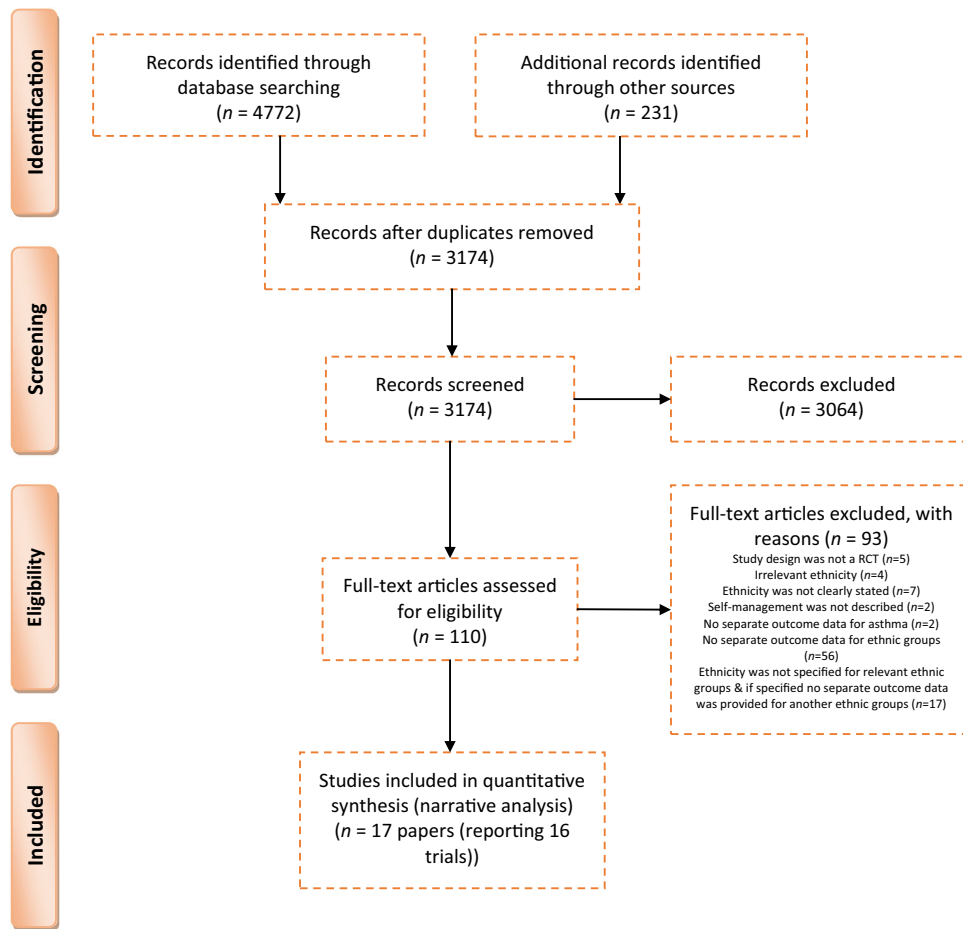 Identification
Records identified through
database searching
(n = 4772)
Additional records identified
through other sources
(n = 231)
Records after duplicates removed
(n = 3174)
Screening
Records screened
(n = 3174)
Records excluded
(n = 3064)
Eligibility
Full-text articles assessed
for eligibility
(n = 110)
Full-text articles excluded, with
reasons (n = 93)
Study design was not a RCT (n=5)
Irrelevant ethnicity (n=4)
Ethnicity was not clearly stated (n=7)
Self-management was not described (n=2)
No separate outcome data for asthma (n=2)
No separate outcome data for ethnic groups
(n=56)
Ethnicity was not specified for relevant ethnic
groups & if specified no separate outcome data
was provided for another ethnic groups (n=17)
Included
Studies included in quantitative
synthesis (narrative analysis)
(n = 17 papers (reporting 16
trials))